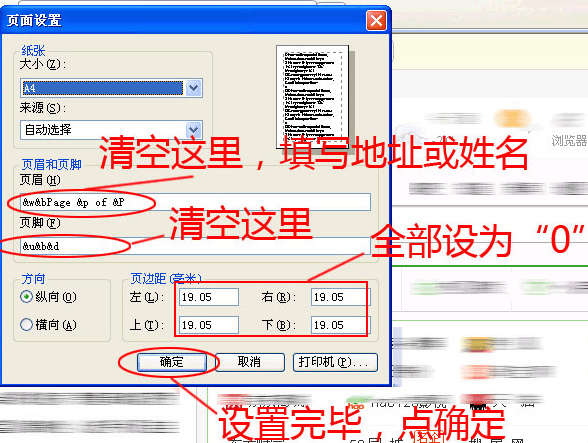 页面设置
纸张
大小(Z):
A4
来源(S):
自动选择
清空这里，填写地址或姓名
浏览器
页眉和页脚
页眉(H)
&w&bPage &p of &P
清空这里
页脚(F)
&u&b&d
全部设为“0”
方向
纵向(O)
横向(A)
页边距(毫米)
左(L): 19.05 右(R): 19.05
上(T): 19.05 下(B): 19.05
确定 取消 打印机(P)...
设置完毕，点确定